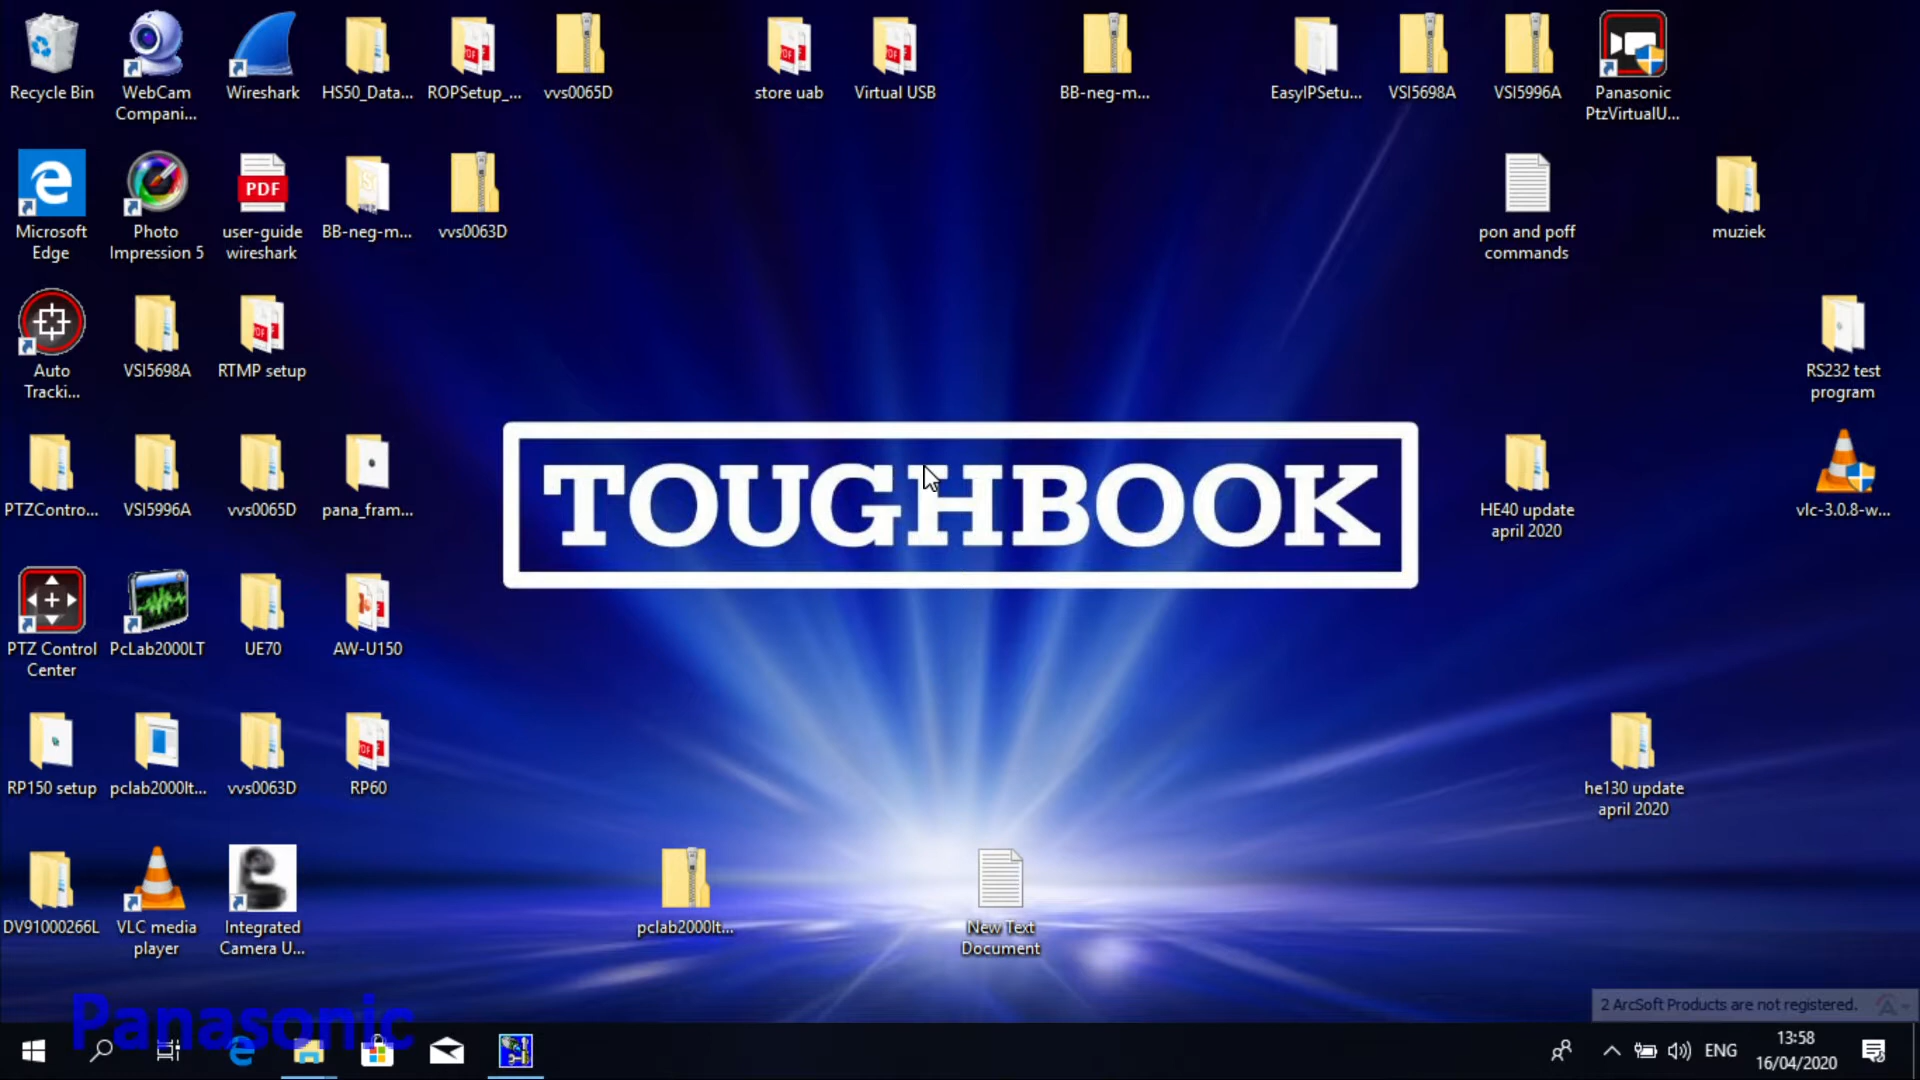 Recycle Bin
WebCam
Compani...
Wireshark
HS50_Data...
ROPSetup_...
vvs0065D
store uab
Virtual USB
BB-neg-m...
EasyIPSetu...
VSI5698A
VSI5996A
Panasonic
PtzVirtualU...
Microsoft
Edge
Photo
Impression 5
PDF
user-guide
wireshark
BB-neg-m...
vvs0063D
pon and poff
commands
muziek
Auto
Tracki...
VSI5698A
RTMP setup
RS232 test
program
PTZContro...
VSI5996A
vvs0065D
pana_fram...
TOUGHBOOK
HE40 update
april 2020
vlc-3.0.8-w...
PTZ Control
Center
PcLab2000LT
UE70
AW-U150
RP150 setup
pclab2000lt...
vvs0063D
RP60
he130 update
april 2020
DV91000266L
VLC media
player
Integrated
Camera U...
pclab2000lt...
New Text
Document
Panasonic
2 ArcSoft Products are not registered.
ENG
13:58
16/04/2020